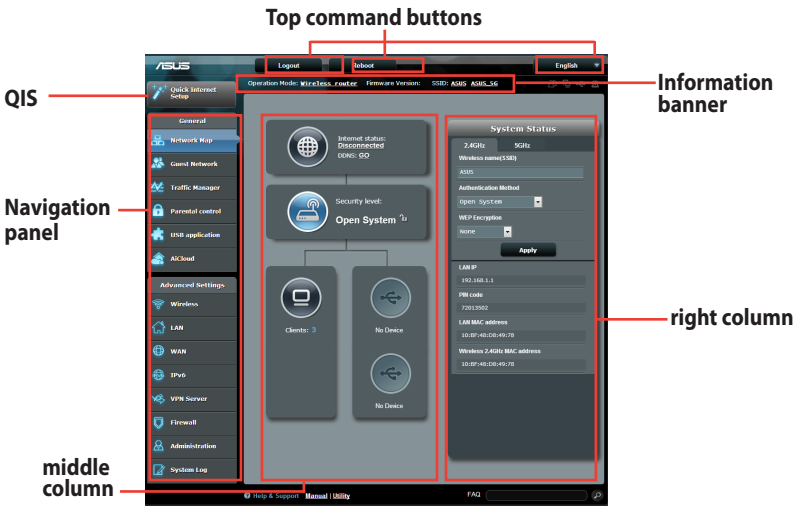 Top command buttons
ASUS
Logout
Reboot
English
Operation Mode: Wireless router Firmware Version: SSID: ASUS ASUS_5G
Information banner
QIS
Quick Internet Setup
General
Network Map
Guest Network
Traffic Manager
Parental control
USB application
AiCloud
Advanced Settings
Wireless
LAN
WAN
IPv6
VPN Server
Firewall
Administration
System Log
Navigation panel
Internet status:
Disconnected
DDNS: GO
Security level:
Open System
Clients: 3
No Device
No Device
middle column
System Status
2.4GHz 5GHz
Wireless name(SSID)
ASUS
Authentication Method
Open System
WEP Encryption
None
Apply
LAN IP
192.168.1.1
PIN code
72013582
LAN MAC address
10:BF:48:D8:49:78
Wireless 2.4GHz MAC address
10:BF:48:D8:49:78
right column
Help & Support Manual | Utility
FAQ